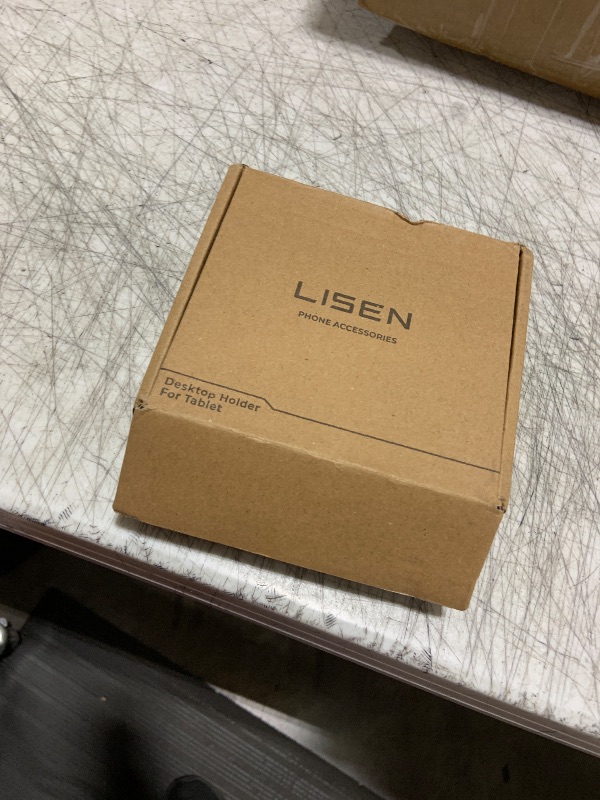 LISEN
PHONE ACCESSORIES
Desktop Holder
For Tablet